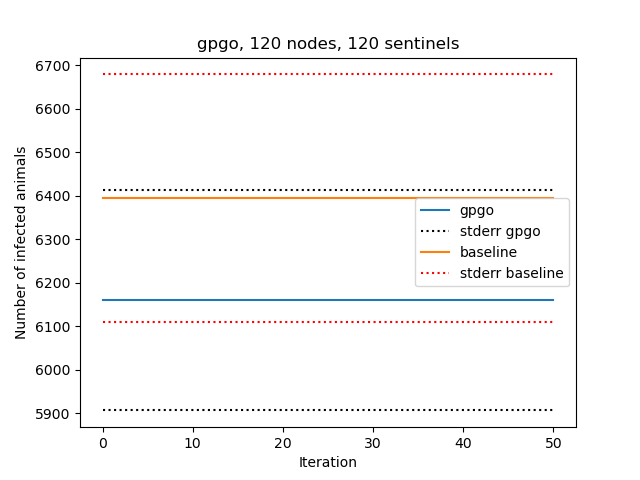 gpgo, 120 nodes, 120 sentinels
Number of infected animals
6700
6600
6500
6400
6300
6200
6100
6000
5900
gpgo
stderr gpgo
baseline
stderr baseline
0 10 20 30 40 50
Iteration